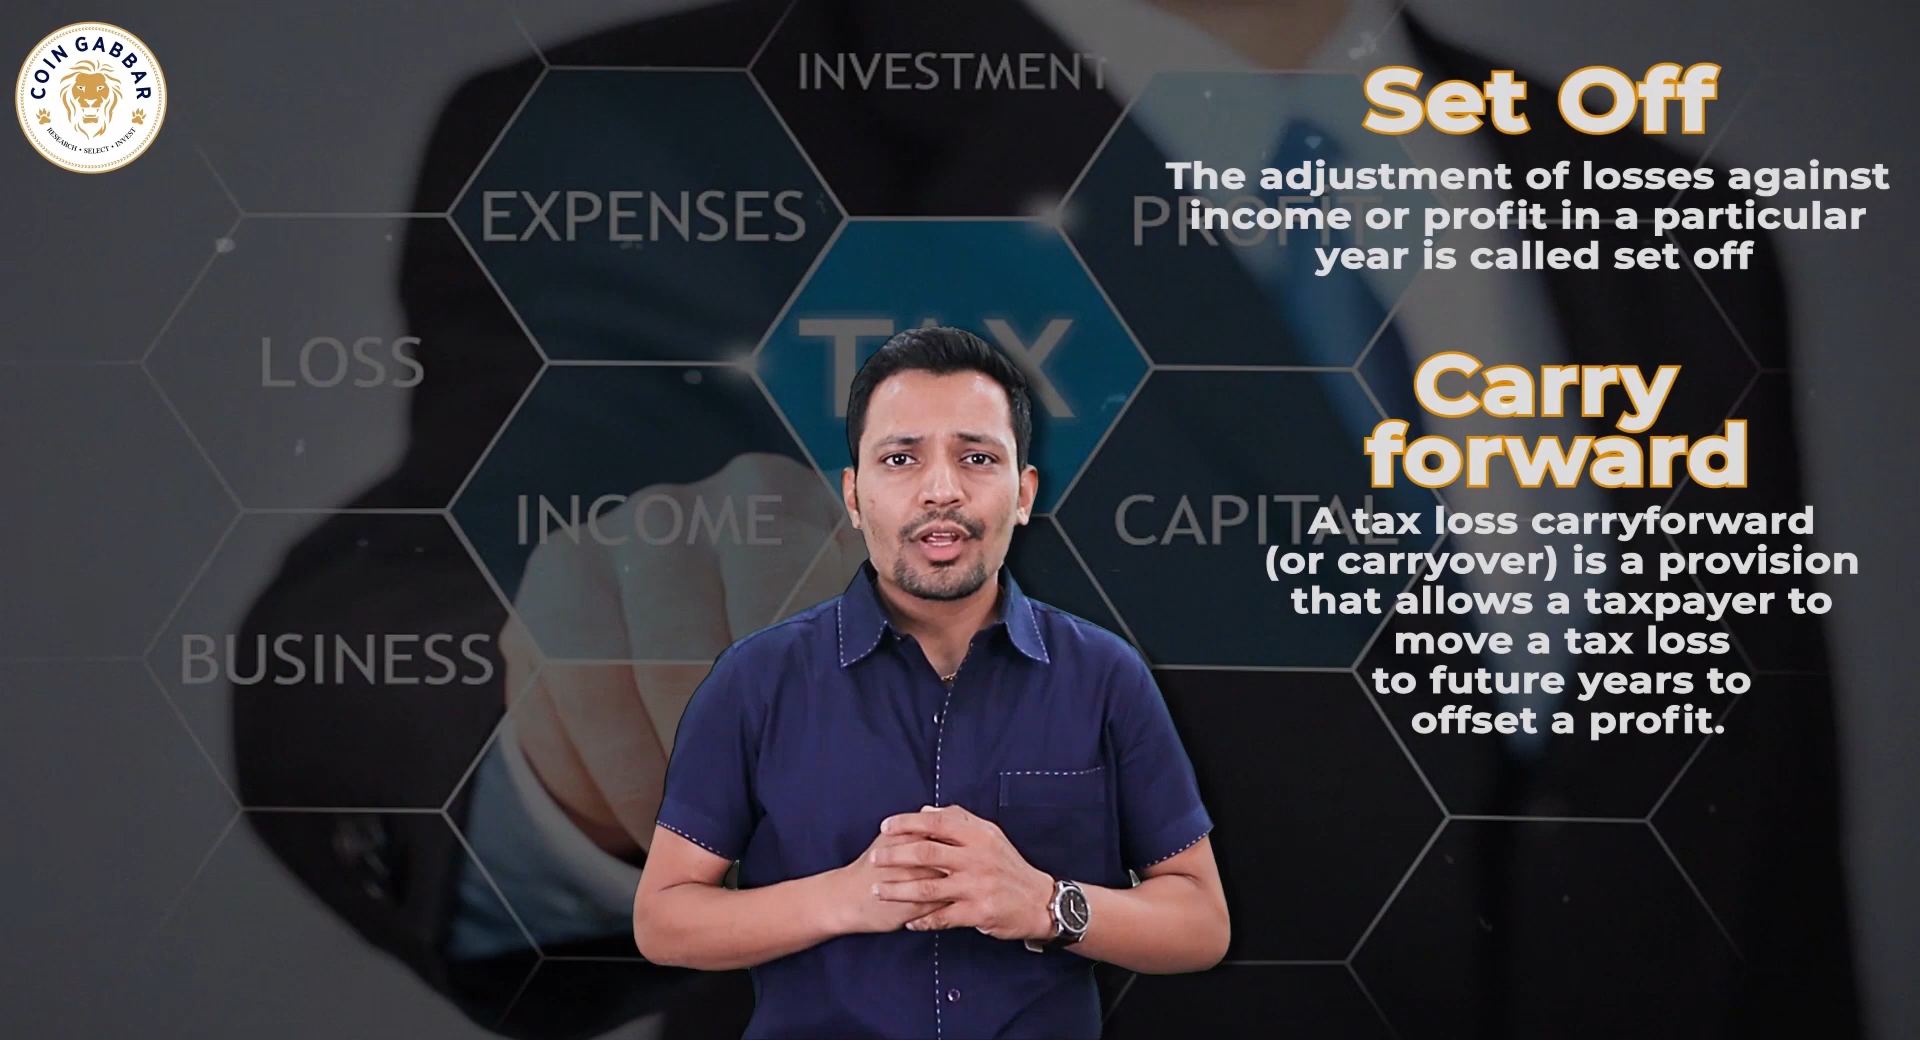 COIN GABBAR
RESEARCH • SELECT • INVEST
INVESTMENT
EXPENSES
PROFIT
LOSS
TAX
INCOME
CAPITAL
BUSINESS
Set Off
The adjustment of losses against
income or profit in a particular
year is called set off
Carry
forward
A tax loss carryforward
(or carryover) is a provision
that allows a taxpayer to
move a tax loss
to future years to
offset a profit.